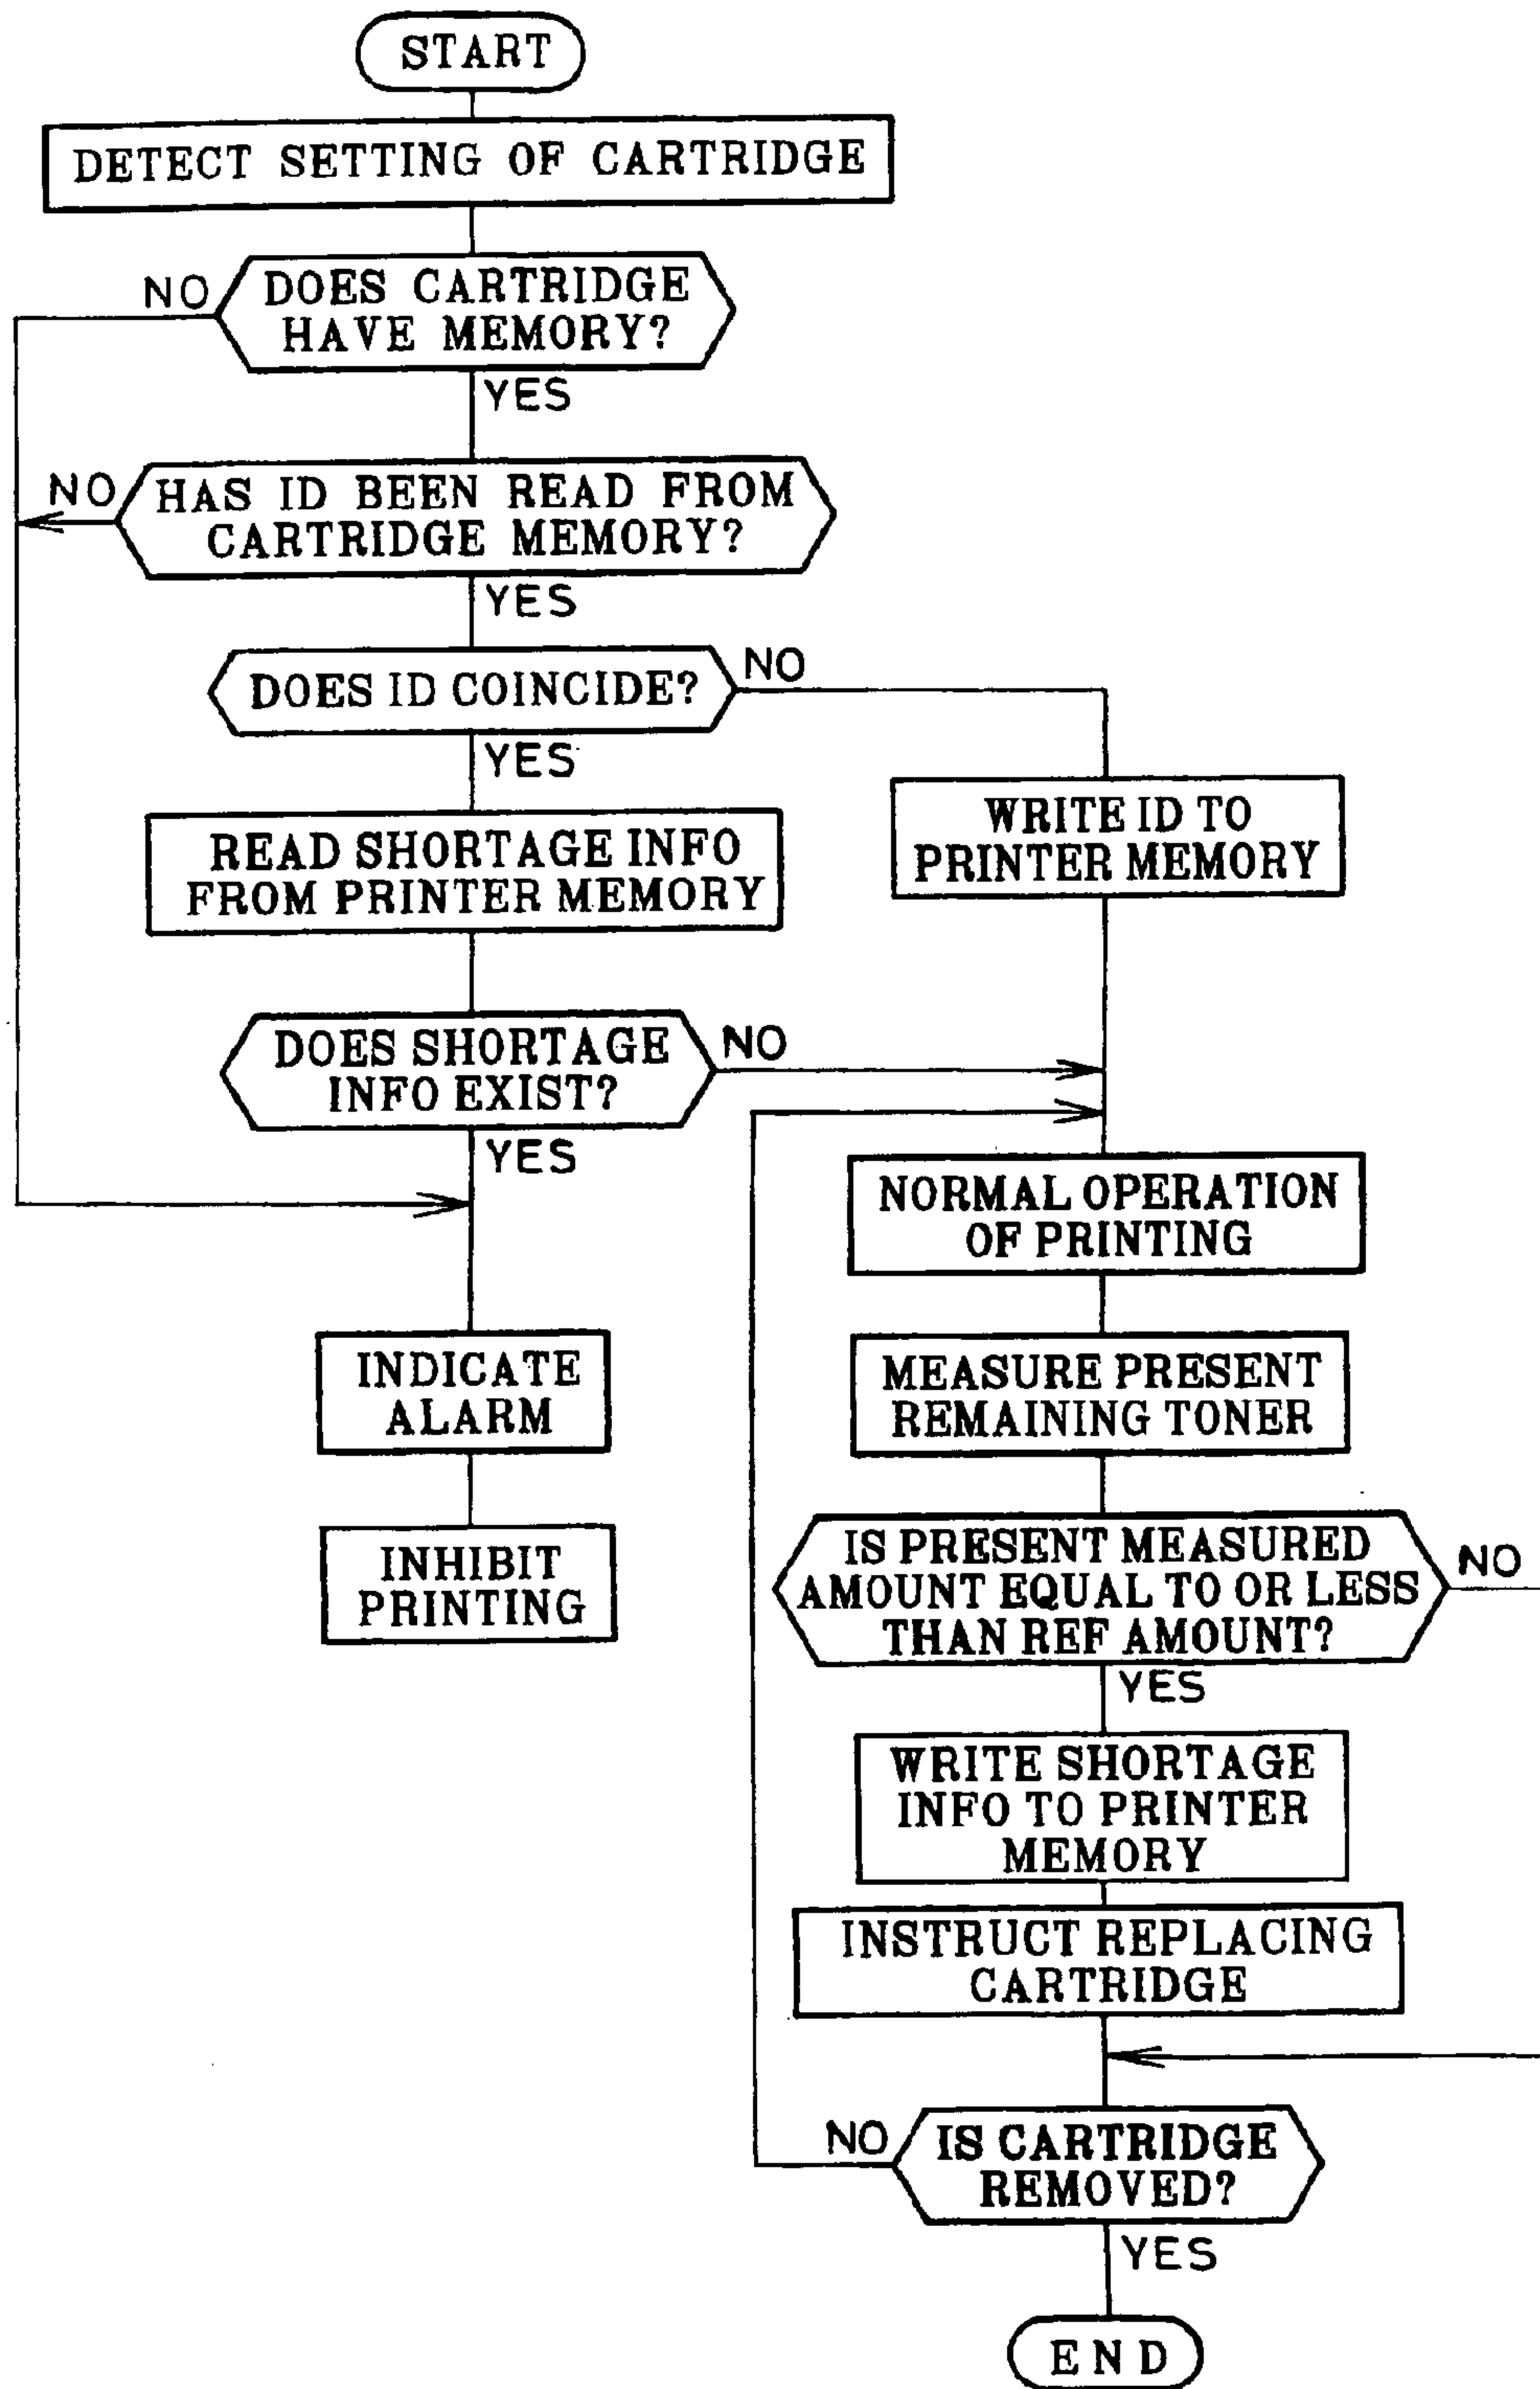 START
DETECT SETTING OF CARTRIDGE
NO
DOES CARTRIDGE
HAVE MEMORY?
YES
NO
HAS ID BEEN READ FROM
CARTRIDGE MEMORY?
YES
DOES ID COINCIDE?
NO
YES
READ SHORTAGE INFO
FROM PRINTER MEMORY
WRITE ID TO
PRINTER MEMORY
DOES SHORTAGE
INFO EXIST?
NO
YES
INDICATE
ALARM
INHIBIT
PRINTING
NORMAL OPERATION
OF PRINTING
MEASURE PRESENT
REMAINING TONER
IS PRESENT MEASURED
AMOUNT EQUAL TO OR LESS
THAN REF AMOUNT?
NO
YES
WRITE SHORTAGE
INFO TO PRINTER
MEMORY
INSTRUCT REPLACING
CARTRIDGE
NO
IS CARTRIDGE
REMOVED?
YES
END